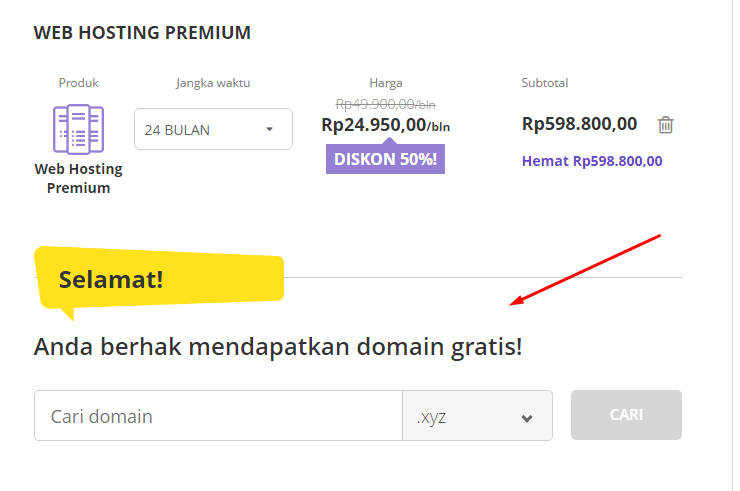 WEB HOSTING PREMIUM
Produk
Jangka waktu
Harga
Subtotal
Web Hosting
Premium
24 BULAN
Rp49.900,00/bln
Rp24.950,00/bln
DISKON 50%!
Rp598.800,00
Hemat Rp598.800,00
Selamat!
Anda berhak mendapatkan domain gratis!
Cari domain
.xyz
CARI